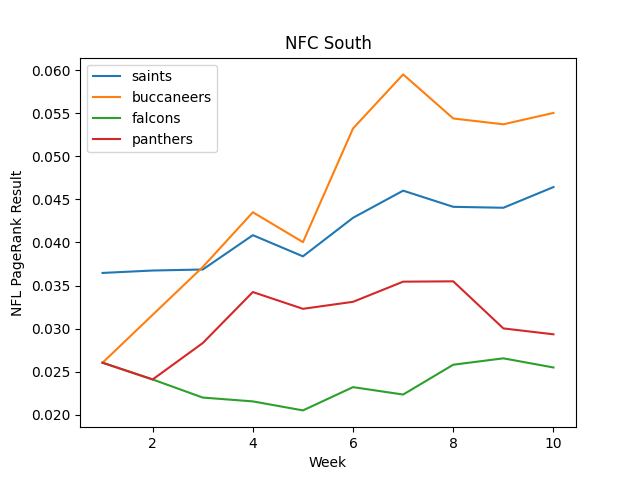 NFC South
NFL PageRank Result
0.060
0.055
0.050
0.045
0.040
0.035
0.030
0.025
0.020
saints
buccaneers
falcons
panthers
2 4 6 8 10
Week